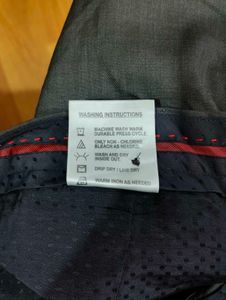 WASHING INSTRUCTIONS
MACHINE WASH WARM
DURABLE PRESS CYCLE.
ONLY NON - CHLORINE
BLEACH AS NEEDED.
WASH AND DRY
INSIDE OUT.
DRIP DRY / LINE DRY
WARM IRON AS NEEDED